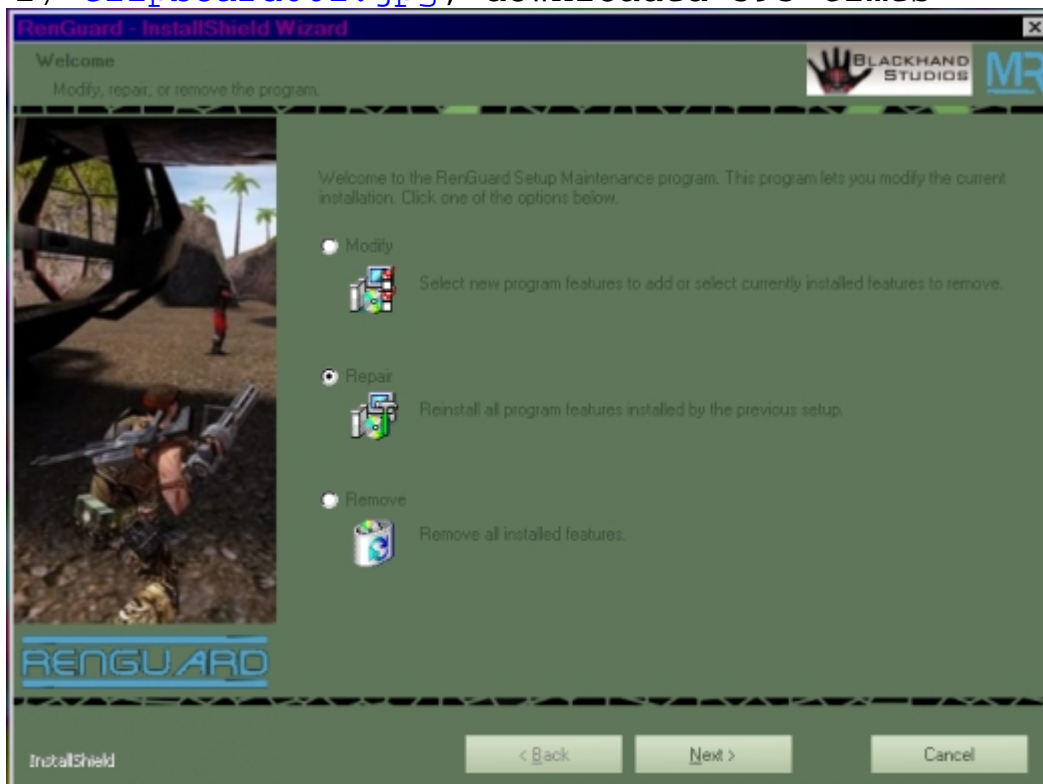 RenGuard - InstallShield Wizard
Welcome
Modify, repair, or remove the program.
BLACKHAND
STUDIOS
Welcome to the RenGuard Setup Maintenance program. This program lets you modify the current
installation. Click one of the options below.
Modify
Select new program features to add or select currently installed features to remove.
Repair
Reinstall all program features installed by the previous setup.
Remove
Remove all installed features.
RENGUARD
InstallShield
< Back
Next >
Cancel